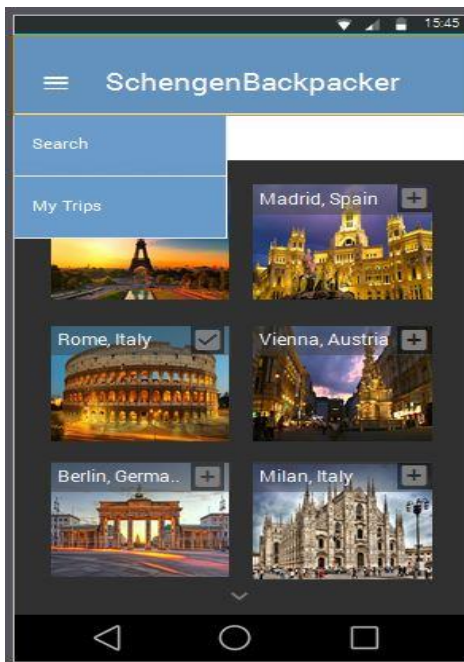 15:45
SchengenBackpacker
Search
My Trips
Madrid, Spain
Rome, Italy
Vienna, Austria
Berlin, Germa..
Milan, Italy